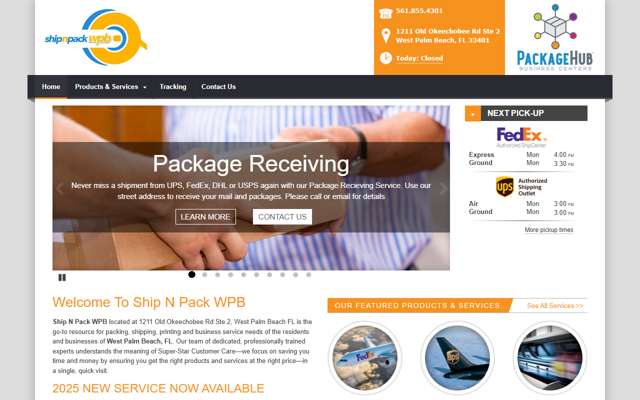 shipnpack wpb
561.855.4301
1211 Old Okeechobee Rd Ste 2
West Palm Beach, FL 33401
Today: Closed
PACKAGEHUB
BUSINESS CENTERS
Home
Products & Services
Tracking
Contact Us
Package Receiving
Never miss a shipment from UPS, FedEx, DHL or USPS again with our Package Recieving Service. Use our
street address to receive your mail and packages. Please call or email for details
LEARN MORE
CONTACT US
NEXT PICK-UP
FedEx
Authorized ShipCenter
Express Mon 4:00 PM
Ground Mon 3:30 PM
ups Authorized
Shipping
Outlet
Air Mon 3:00 PM
Ground Mon 3:00 PM
More pickup times
Welcome To Ship N Pack WPB
Ship N Pack WPB located at 1211 Old Okeechobee Rd Ste 2, West Palm Beach FL is the
go-to resource for packing, shipping, printing and business service needs of the residents
and businesses of West Palm Beach, FL. Our team of dedicated, professionally trained
experts understands the meaning of Super-Star Customer Care—we focus on saving you
time and money by ensuring you get the right products and services at the right price—in
a single, quick visit.
2025 NEW SERVICE NOW AVAILABLE
OUR FEATURED PRODUCTS & SERVICES...
See All Services >>
FedEx
ups